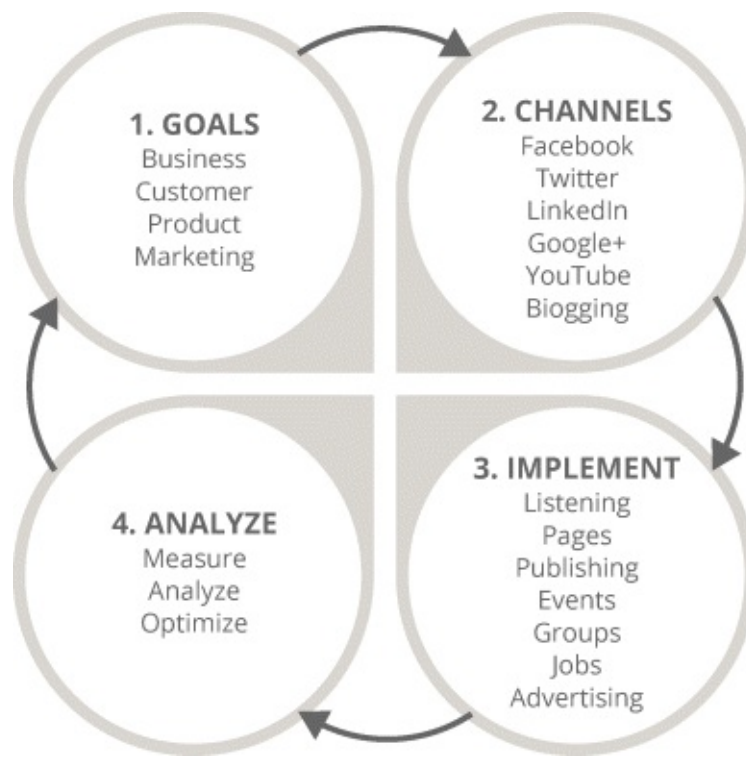 1. GOALS
Business
Customer
Product
Marketing
2. CHANNELS
Facebook
Twitter
LinkedIn
Google+
YouTube
Biogging
3. IMPLEMENT
Listening
Pages
Publishing
Events
Groups
Jobs
Advertising
4. ANALYZE
Measure
Analyze
Optimize